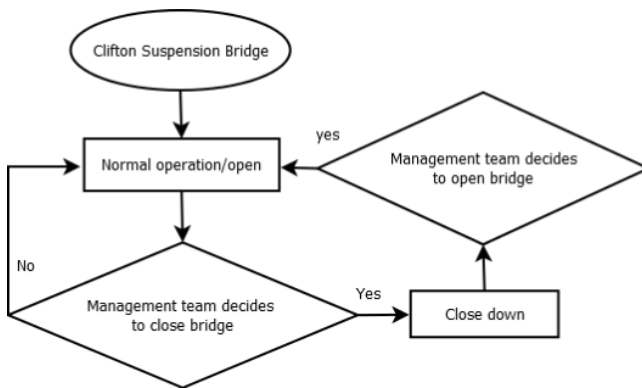 Clifton Suspension Bridge
yes
Normal operation/open
Management team decides
to open bridge
No
Yes
Management team decides
to close bridge
Close down